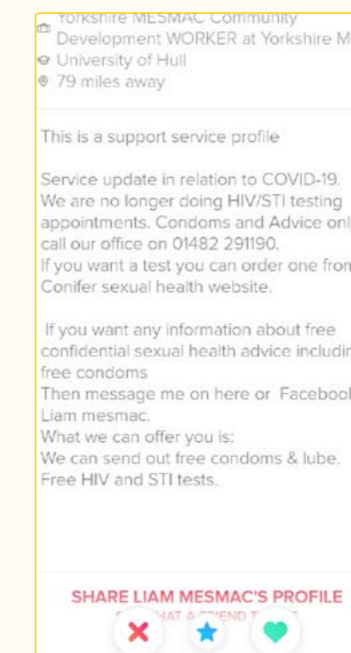 Yorkshire MESMAC Community
Development WORKER at Yorkshire M
University of Hull
79 miles away
This is a support service profile
Service update in relation to COVID-19.
We are no longer doing HIV/STI testing
appointments. Condoms and Advice onl
call our office on 01482 291190.
If you want a test you can order one from
Conifer sexual health website.
If you want any information about free
confidential sexual health advice includin
free condoms
Then message me on here or Facebook
Liam mesmac.
What we can offer you is:
We can send out free condoms & lube.
Free HIV and STI tests.
SHARE LIAM MESMAC'S PROFILE